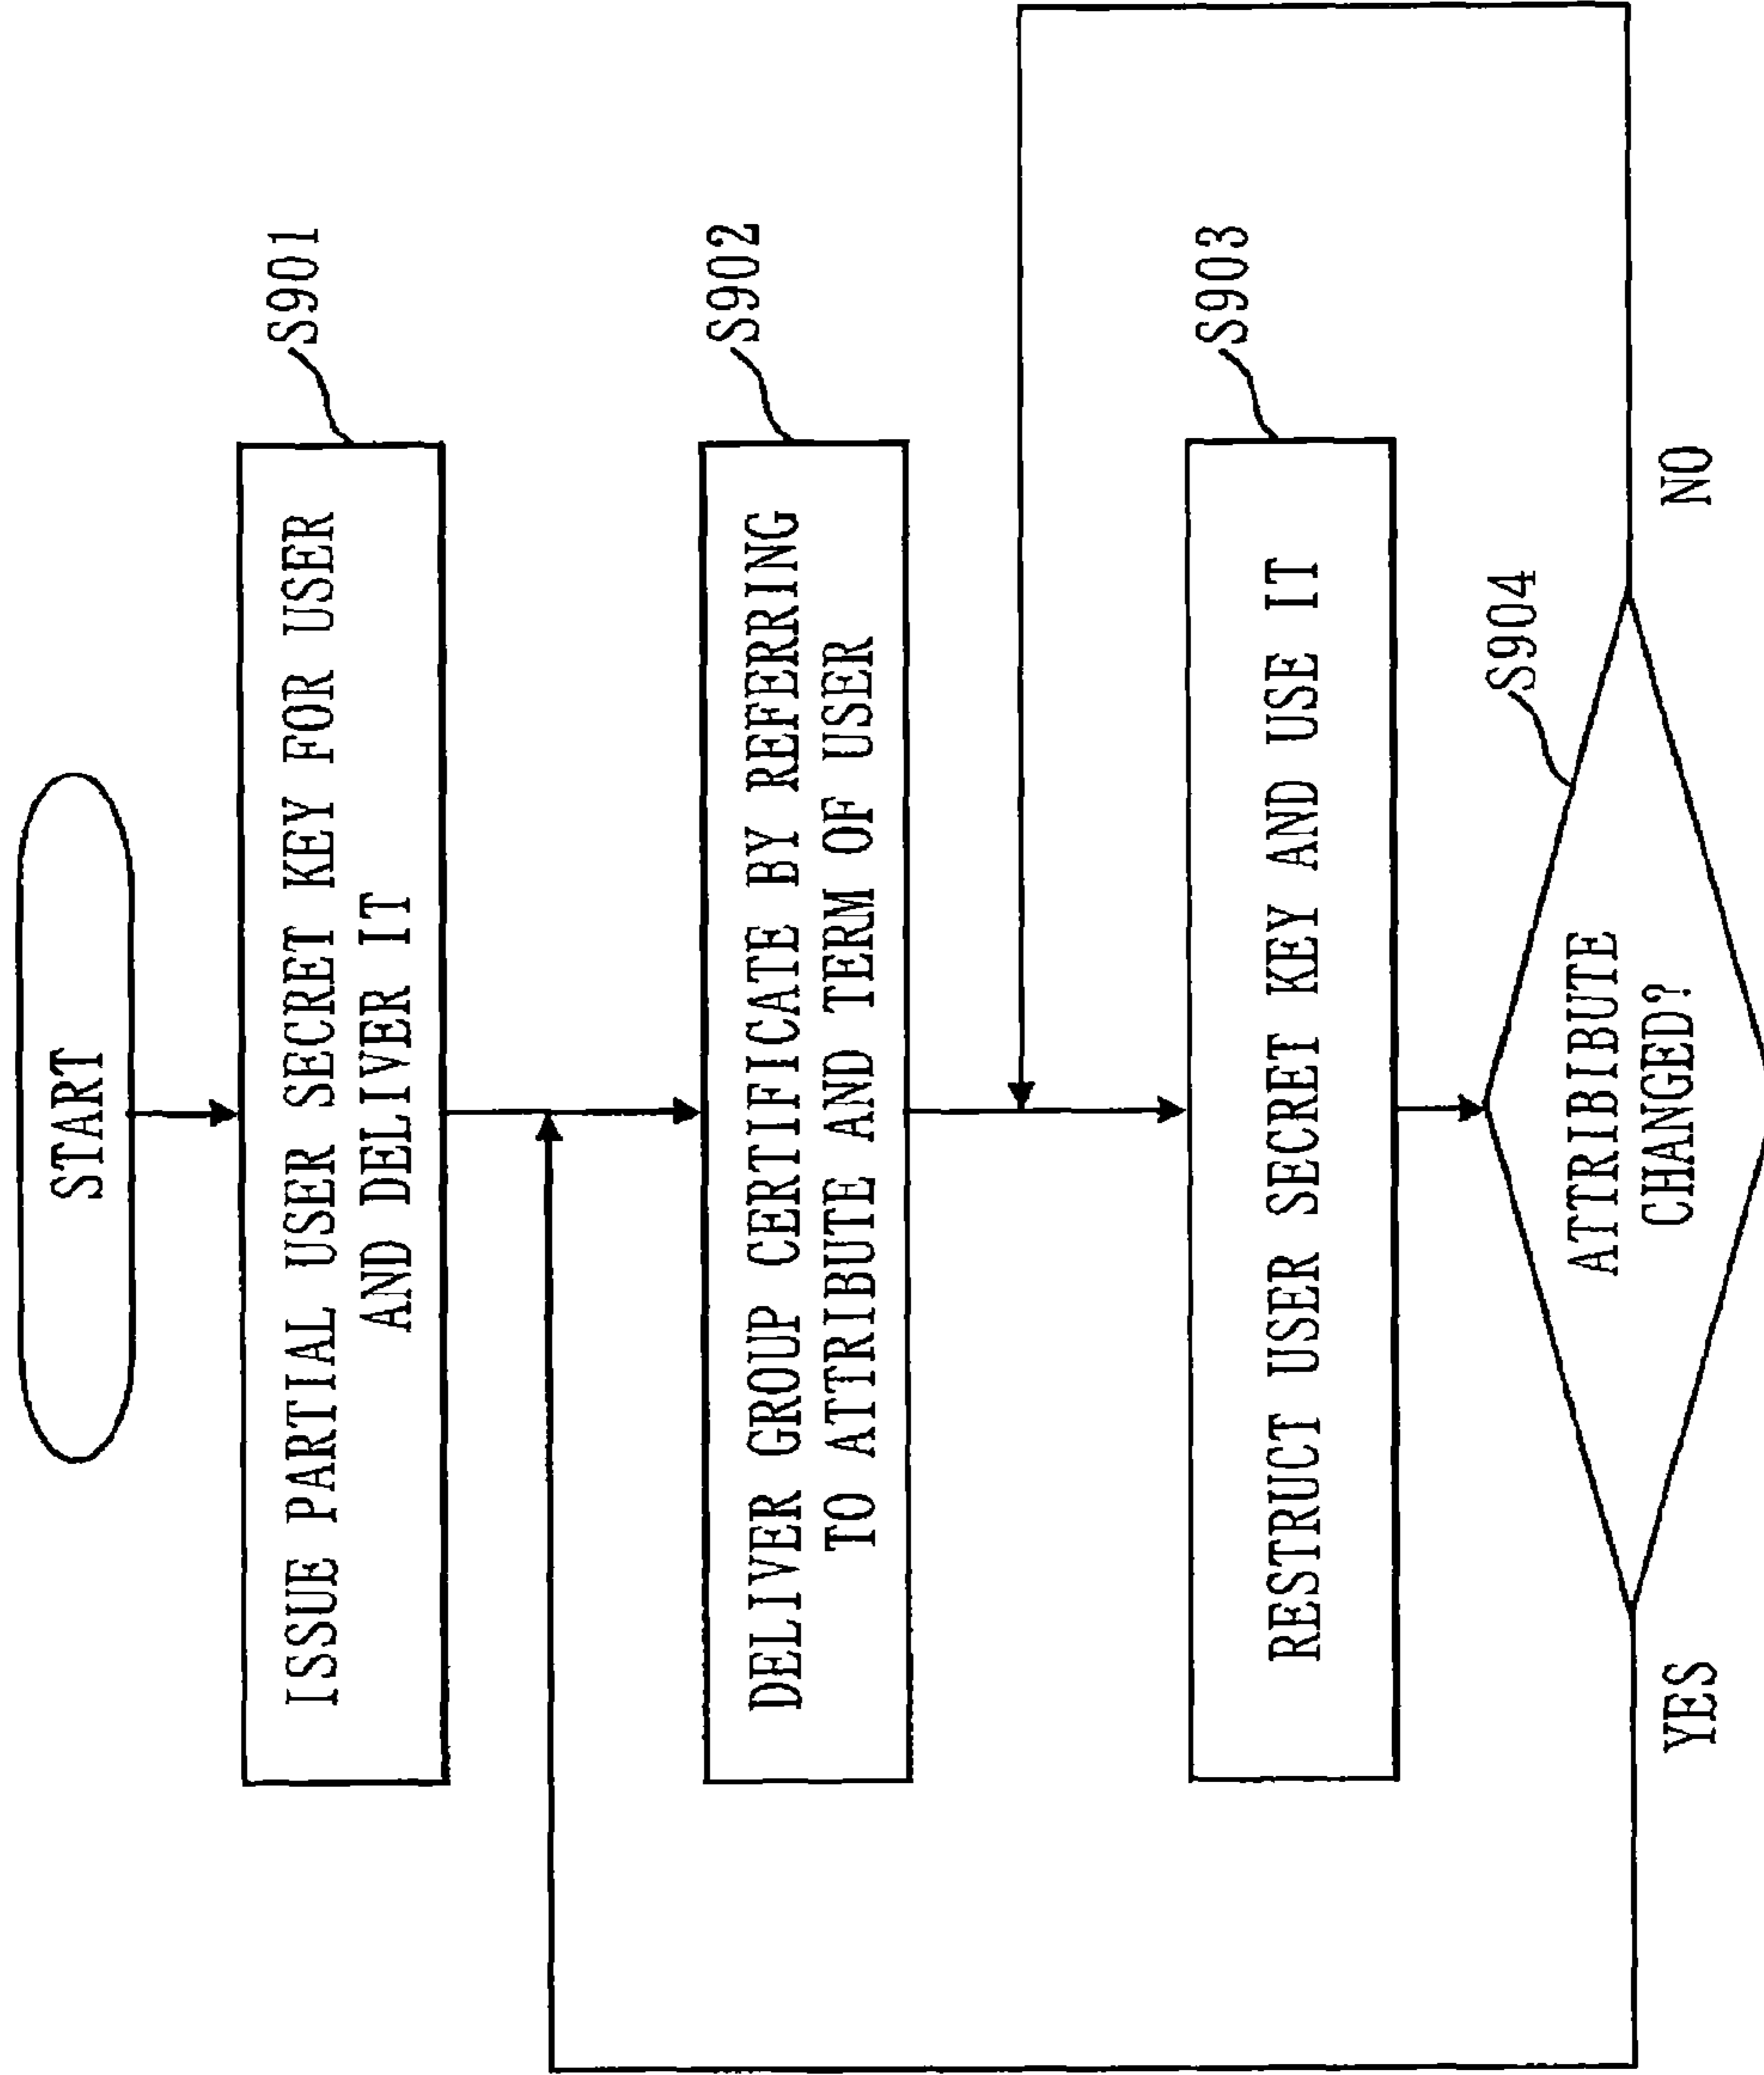 START
S901
ISSUE PARTIAL USER SECRET KEY FOR USER
AND DELIVER IT
S902
DELIVER GROUP CERTIFICATE BY REFERRING
TO ATTRIBUTE AND TERM OF USER
S903
RESTRUCT USER SECRET KEY AND USE IT
S904
ATTRIBUTE
CHANGED?
YES
NO